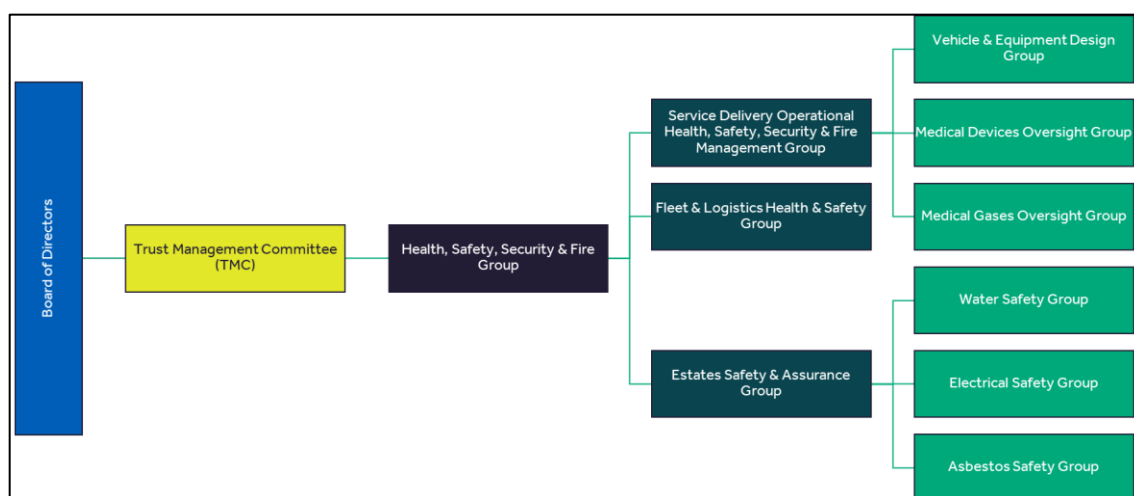 Board of Directors
Trust Management Committee
(TMC)
Health, Safety, Security & Fire
Group
Service Delivery Operational
Health, Safety, Security & Fire
Management Group
Fleet & Logistics Health & Safety
Group
Estates Safety & Assurance
Group
Vehicle & Equipment Design
Group
Medical Devices Oversight Group
Medical Gases Oversight Group
Water Safety Group
Electrical Safety Group
Asbestos Safety Group